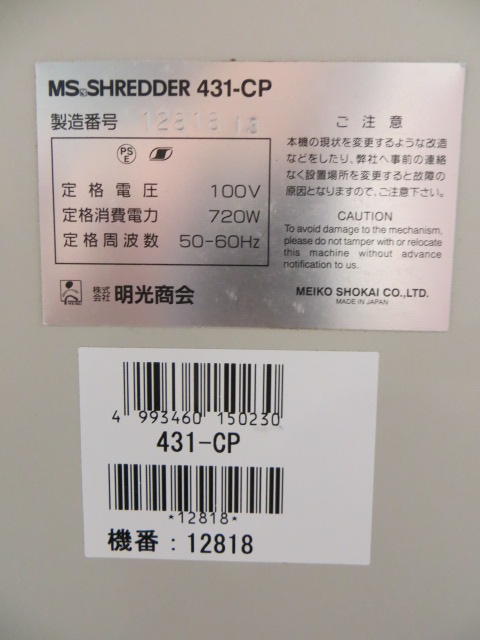 MS SHREDDER 431-CP
製造番号 12818
PS
E
定格電圧 100V
定格消費電力 720W
定格周波数 50-60Hz
株式会社 明光商会
ご注意
本機の現状を変更するような改造
などをしたり、弊社へ事前の連絡
なく設置場所を変更すると故障の
原因となりますので、ご注意下さい。
CAUTION
To avoid damage to the mechanism,
please do not tamper with or relocate
this machine without advance
notification to us.
MEIKO SHOKAI CO.,LTD.
MADE IN JAPAN
4 993460 150230
431-CP
*12818*
機番：12818